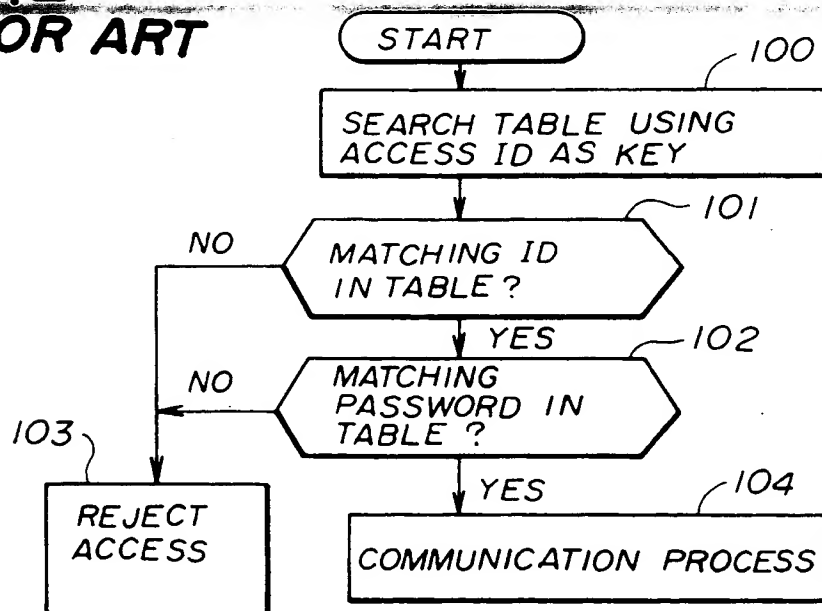 OR ART
START
100
SEARCH TABLE USING
ACCESS ID AS KEY
101
NO
MATCHING ID
IN TABLE ?
YES
102
NO
MATCHING
PASSWORD IN
TABLE ?
103
YES
104
REJECT
ACCESS
COMMUNICATION PROCESS